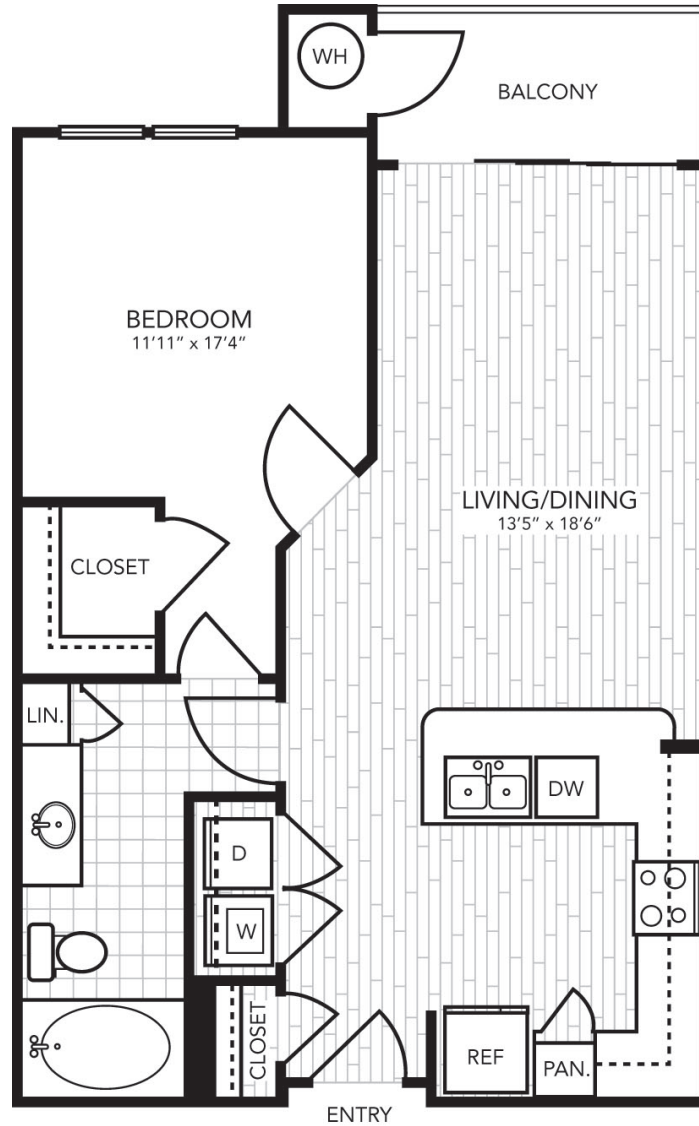 WH
BALCONY
BEDROOM
11'11" x 17'4"
LIVING/DINING
13'5" x 18'6"
CLOSET
LIN.
DW
D
W
CLOSET
REF
PAN.
ENTRY